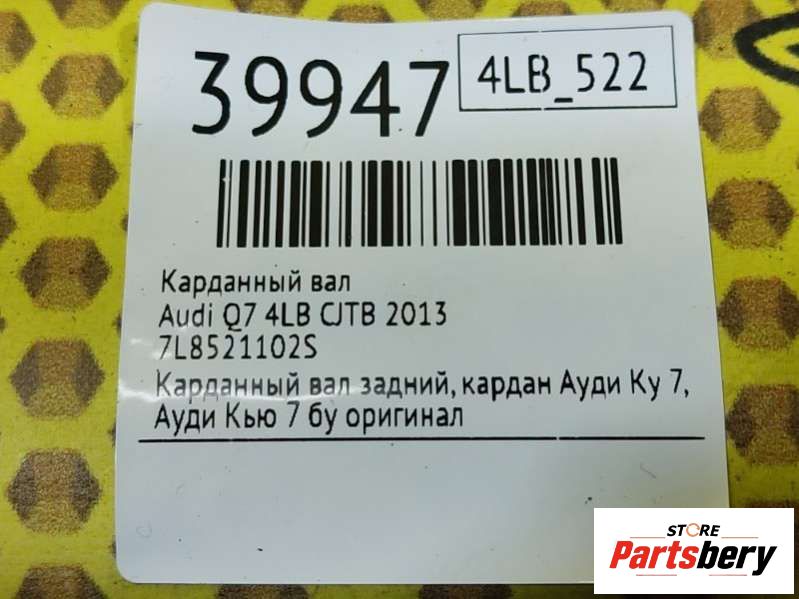 39947
4LB_522
Карданный вал
Audi Q7 4LB CJTB 2013
7L8521102S
Карданный вал задний, кардан Ауди Ку 7,
Ауди Кью 7 бу оригинал
STORE
Partsbery